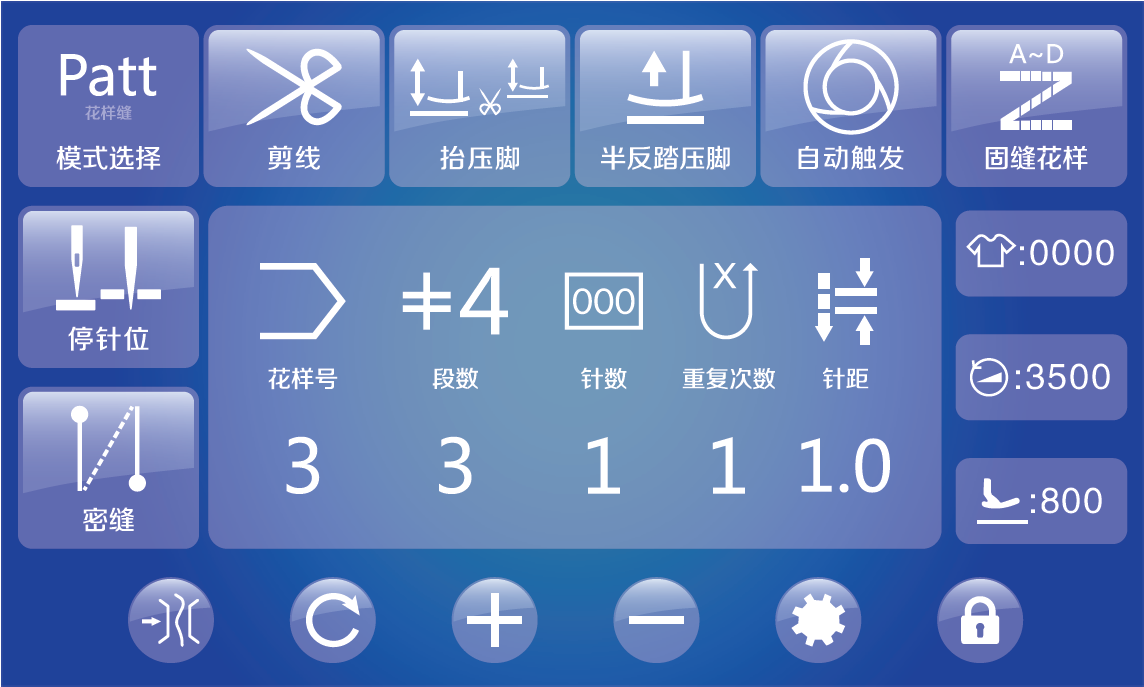 Patt
花样缝
模式选择
剪线
抬压脚
半反踏压脚
自动触发
A~D
固缝花样
停针位
密缝
≠4
000
X
花样号
段数
针数
重复次数
针距
3
3
1
1
1.0
:0000
:3500
:800